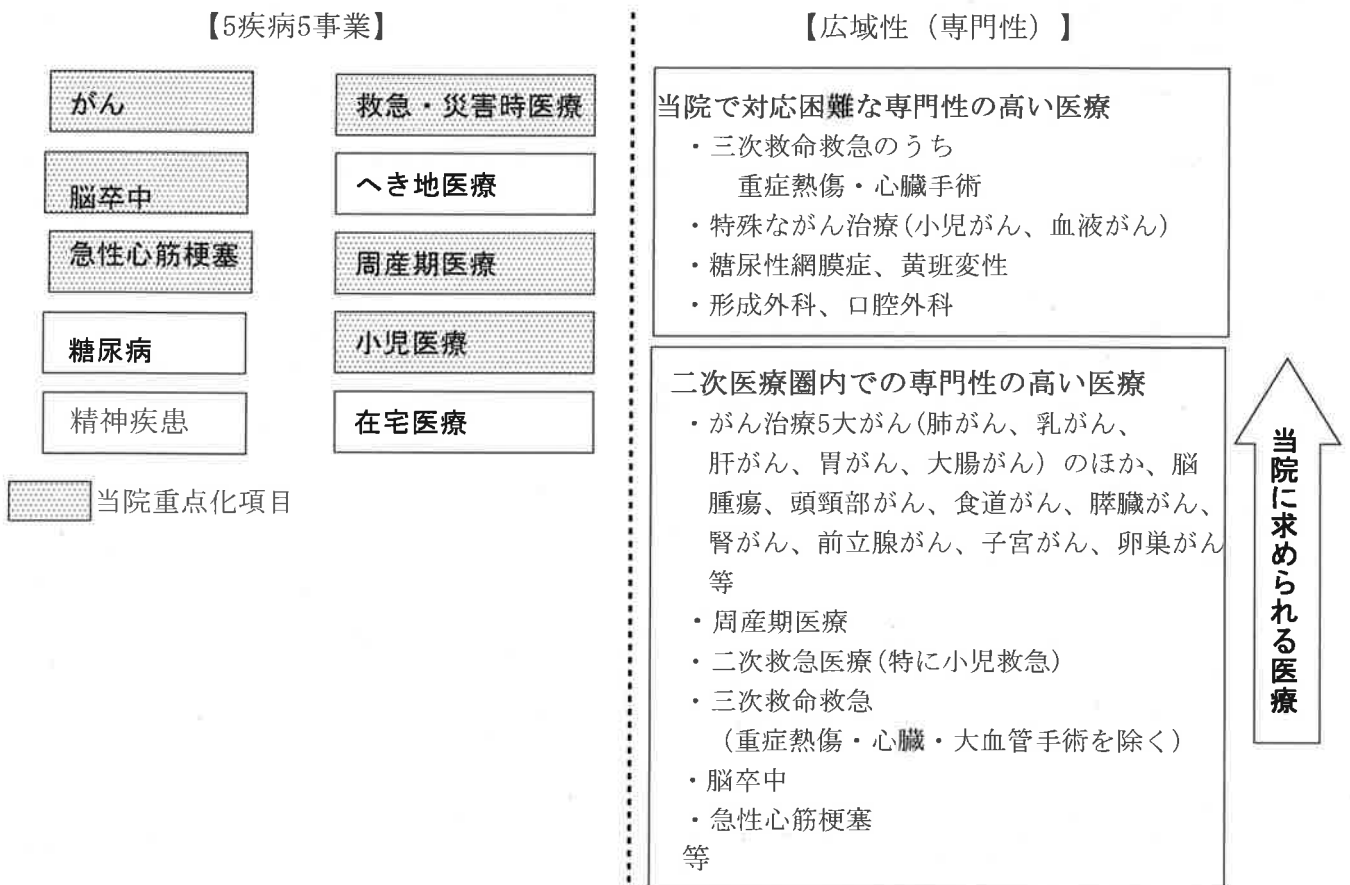 【5疾病5事業】
がん
脳卒中
急性心筋梗塞
糖尿病
精神疾患
救急・災害時医療
へき地医療
周産期医療
小児医療
在宅医療
当院重点化項目
【広域性（専門性）】
当院で対応困難な専門性の高い医療
・三次救命救急のうち
重症熱傷・心臓手術
・特殊ながん治療(小児がん、血液がん)
・糖尿性網膜症、黄斑変性
・形成外科、口腔外科
二次医療圏内での専門性の高い医療
・がん治療5大がん(肺がん、乳がん、
肝がん、胃がん、大腸がん）のほか、脳
腫瘍、頭頸部がん、食道がん、膵臓がん、
腎がん、前立腺がん、子宮がん、卵巣がん
等
・周産期医療
・二次救急医療(特に小児救急)
・三次救命救急
（重症熱傷・心臓・大血管手術を除く）
・脳卒中
・急性心筋梗塞
等
当院に求められる医療